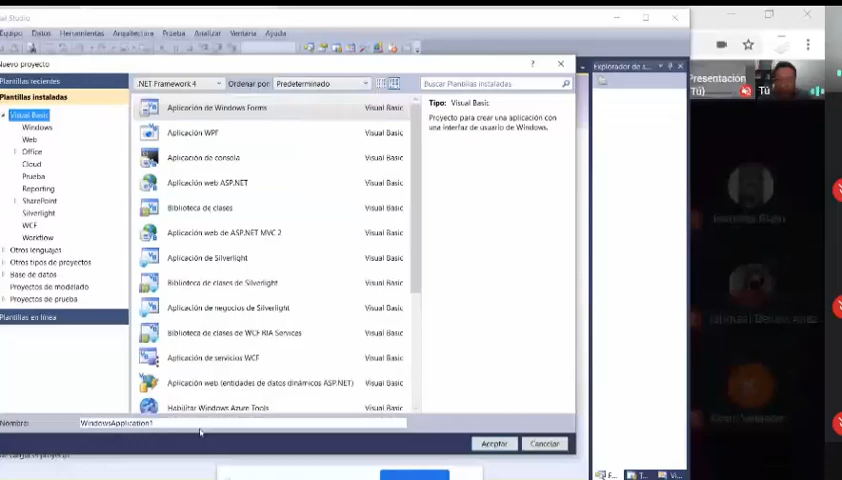 al Studio
Equipo Datos Herramientas Arquitectura Prueba Analizar Ventana Ayuda
Nuevo proyecto
Plantillas recientes
Plantillas instaladas
Visual Basic
Windows
Web
Office
Cloud
Prueba
Reporting
SharePoint
Silverlight
WCF
Workflow
Otros lenguajes
Otros tipos de proyectos
Base de datos
Proyectos de modelado
Proyectos de prueba
Plantillas en línea
.NET Framework 4 Ordenar por: Predeterminado
Aplicación de Windows Forms Visual Basic
Aplicación WPF Visual Basic
Aplicación de consola Visual Basic
Aplicación web ASP.NET Visual Basic
Biblioteca de clases Visual Basic
Aplicación web de ASP.NET MVC 2 Visual Basic
Aplicación de Silverlight Visual Basic
Biblioteca de clases de Silverlight Visual Basic
Aplicación de negocios de Silverlight Visual Basic
Biblioteca de clases de WCF RIA Services Visual Basic
Aplicación de servicios WCF Visual Basic
Aplicación web (entidades de datos dinámicos ASP.NET) Visual Basic
Habilitar Windows Azure Tools Visual Basic
Buscar Plantillas instaladas
Tipo: Visual Basic
Proyecto para crear una aplicación con
una interfaz de usuario de Windows.
Nombre: WindowsApplication1
Aceptar Cancelar
Explorador de s...
F... T... Vi...
Presentación
Tú)
Tú